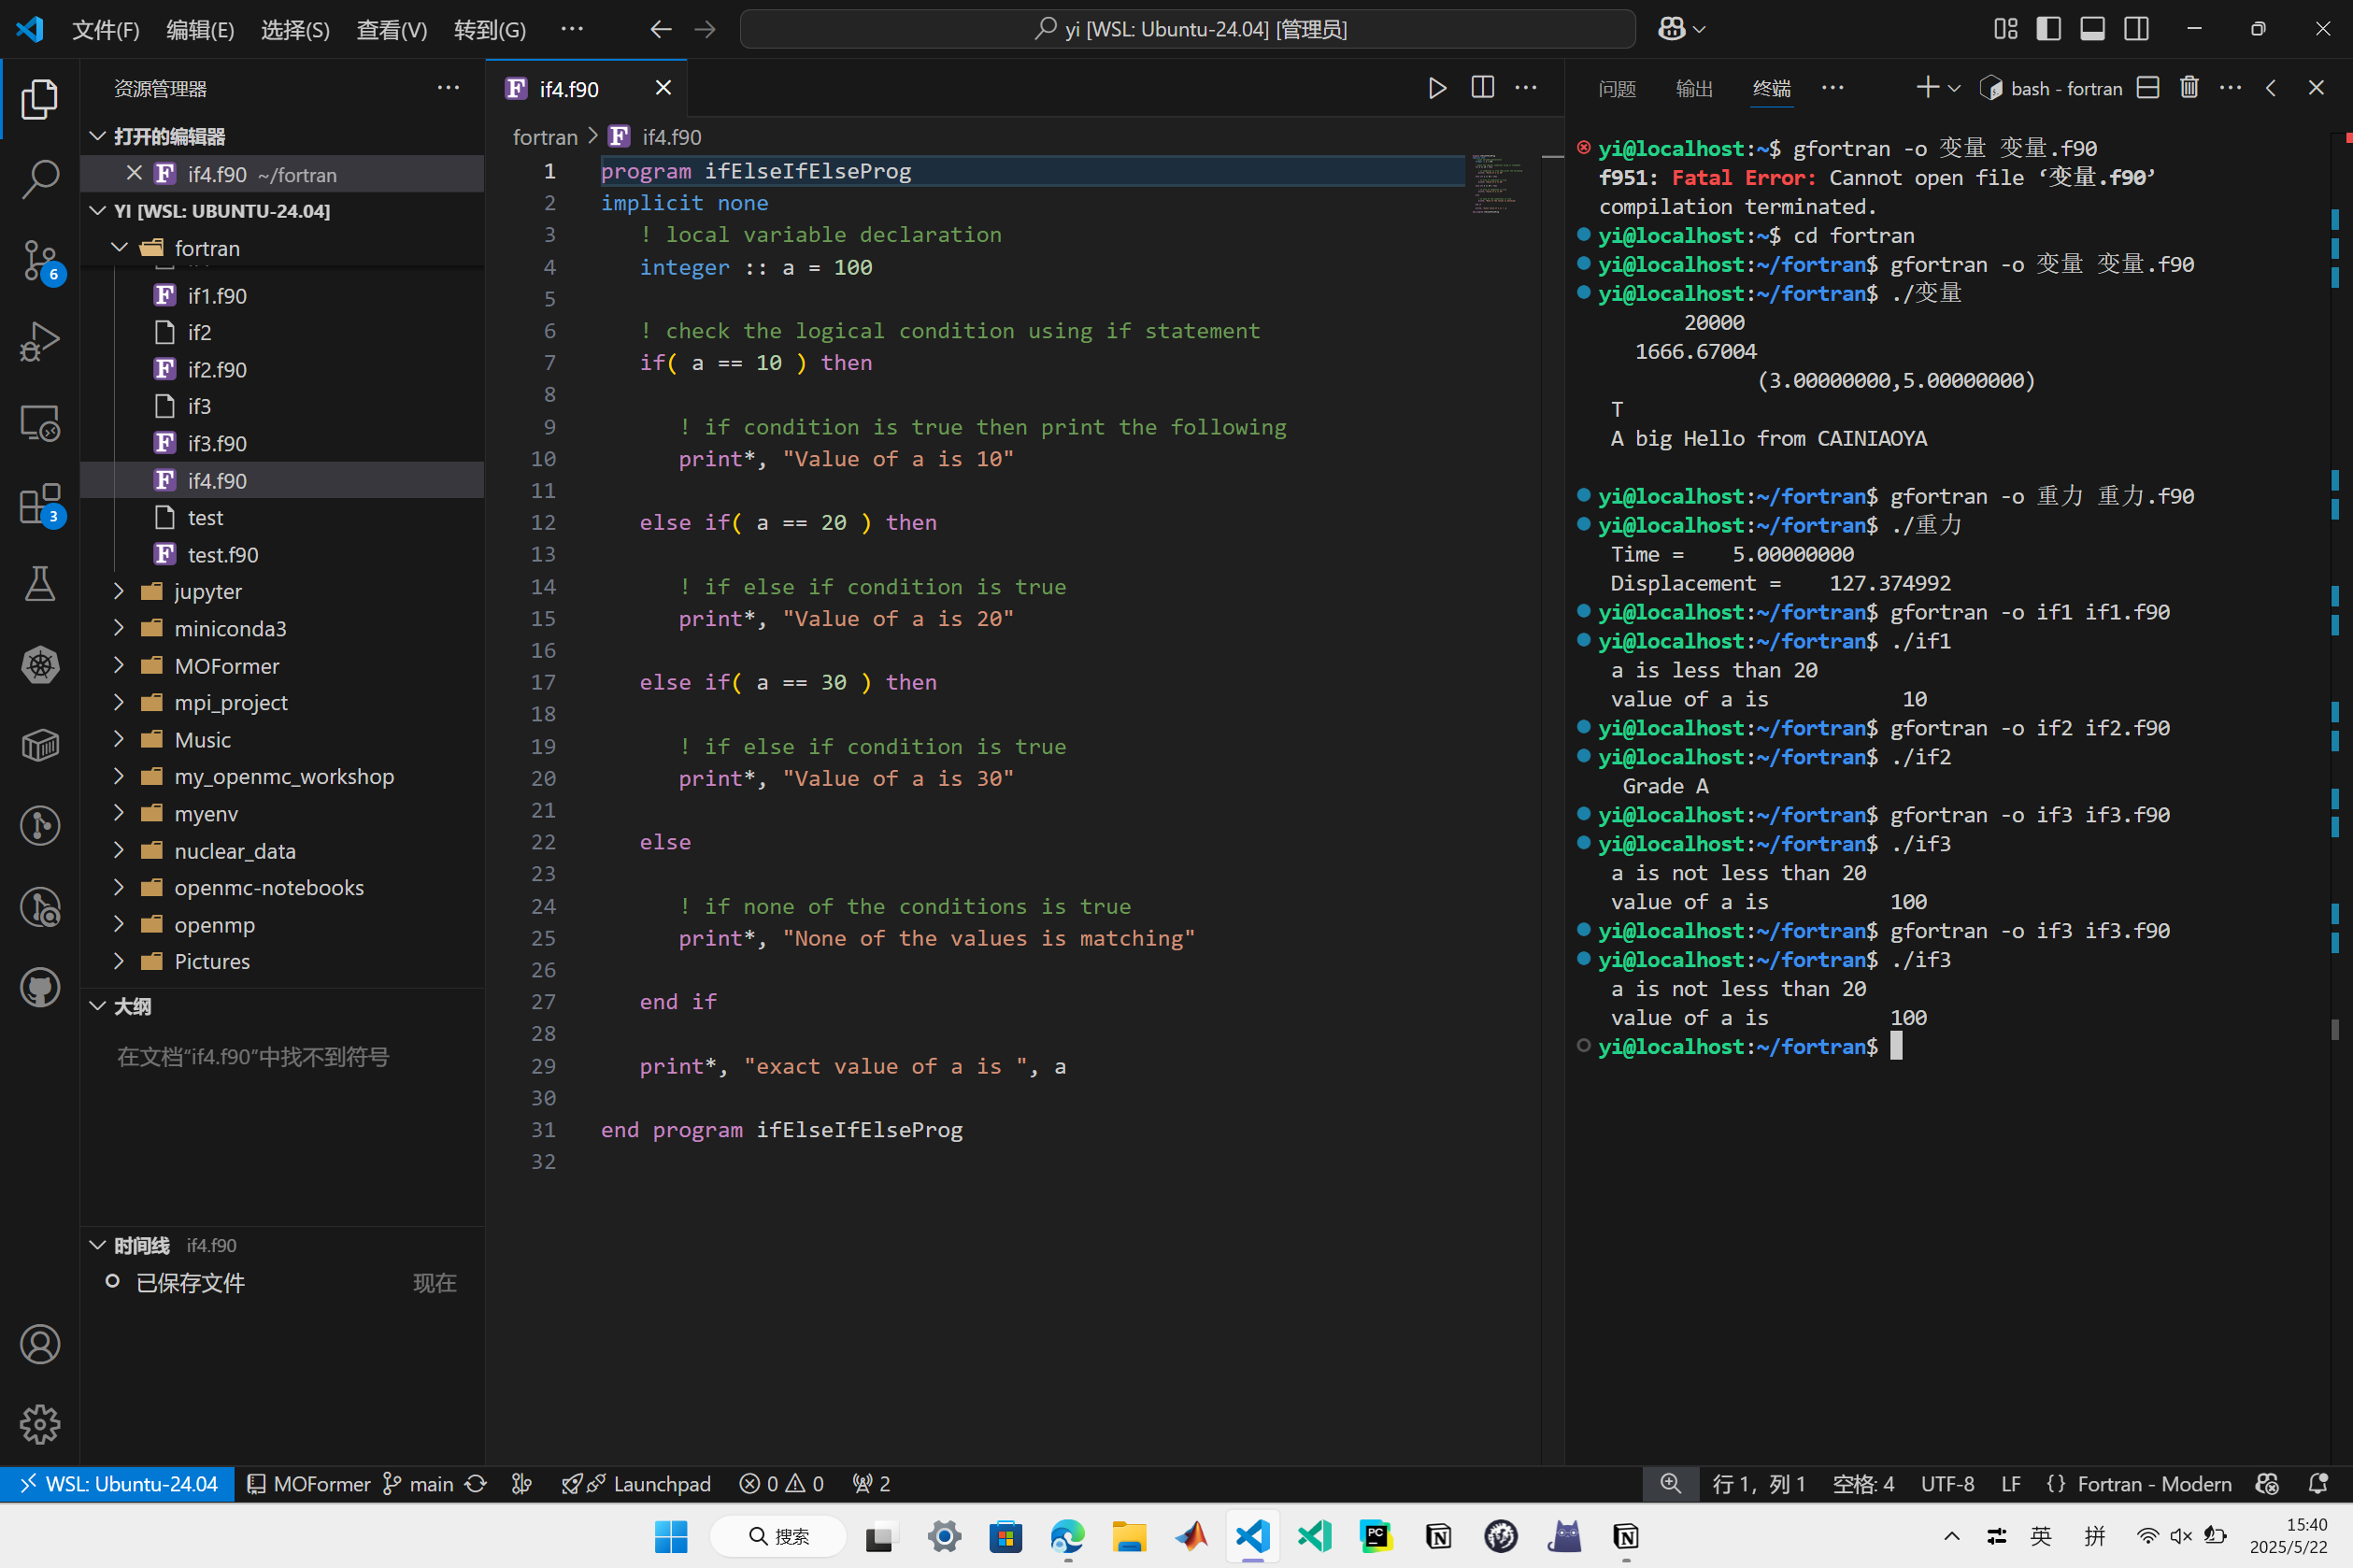 文件(F) 编辑(E) 选择(S) 查看(V) 转到(G) ··· yi [WSL: Ubuntu-24.04] [管理员]
资源管理器
打开的编辑器
if4.f90 ~/fortran
YI [WSL: UBUNTU-24.04]
fortran
if1.f90
if2
if2.f90
if3
if3.f90
if4.f90
test
test.f90
jupyter
miniconda3
MOFormer
mpi_project
Music
my_openmc_workshop
myenv
nuclear_data
openmc-notebooks
openmp
Pictures
大纲
在文档"if4.f90"中找不到符号
时间线 if4.f90
已保存文件 现在
6
3
if4.f90
fortran > if4.f90
1 program ifElseIfElseProg
2 implicit none
3 ! local variable declaration
4 integer :: a = 100
5
6 ! check the logical condition using if statement
7 if( a == 10 ) then
8
9 ! if condition is true then print the following
10 print*, "Value of a is 10"
11
12 else if( a == 20 ) then
13
14 ! if else if condition is true
15 print*, "Value of a is 20"
16
17 else if( a == 30 ) then
18
19 ! if else if condition is true
20 print*, "Value of a is 30"
21
22 else
23
24 ! if none of the conditions is true
25 print*, "None of the values is matching"
26
27 end if
28
29 print*, "exact value of a is ", a
30
31 end program ifElseIfElseProg
32
问题 输出 终端 ··· bash - fortran
yi@localhost:~$ gfortran -o 变量 变量.f90
f951: Fatal Error: Cannot open file ‘变量.f90’
compilation terminated.
yi@localhost:~$ cd fortran
yi@localhost:~/fortran$ gfortran -o 变量 变量.f90
yi@localhost:~/fortran$ ./变量
20000
1666.67004
(3.00000000,5.00000000)
T
A big Hello from CAINIAOYA
yi@localhost:~/fortran$ gfortran -o 重力 重力.f90
yi@localhost:~/fortran$ ./重力
Time = 5.00000000
Displacement = 127.374992
yi@localhost:~/fortran$ gfortran -o if1 if1.f90
yi@localhost:~/fortran$ ./if1
a is less than 20
value of a is 10
yi@localhost:~/fortran$ gfortran -o if2 if2.f90
yi@localhost:~/fortran$ ./if2
Grade A
yi@localhost:~/fortran$ gfortran -o if3 if3.f90
yi@localhost:~/fortran$ ./if3
a is not less than 20
value of a is 100
yi@localhost:~/fortran$ gfortran -o if3 if3.f90
yi@localhost:~/fortran$ ./if3
a is not less than 20
value of a is 100
yi@localhost:~/fortran$
WSL: Ubuntu-24.04 MOFormer main Launchpad 0 0 2 行 1，列 1 空格: 4 UTF-8 LF {} Fortran - Modern
搜索 PC 英 拼 15:40
2025/5/22